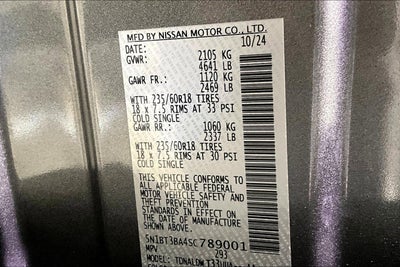 MFD BY NISSAN MOTOR CO., LTD.
DATE: 10/24
GVWR: 2105 KG
4641 LB
GAWR FR.: 1120 KG
2469 LB
WITH 235/60R18 TIRES
18 x 7.5 RIMS AT 33 PSI
COLD SINGLE
GAWR RR.: 1060 KG
2337 LB
WITH 235/60R18 TIRES
18 x 7.5 RIMS AT 30 PSI
COLD SINGLE
THIS VEHICLE CONFORMS TO
ALL APPLICABLE FEDERAL
MOTOR VEHICLE SAFETY AND
THEFT PREVENTION
STANDARDS IN EFFECT ON
THE DATE OF MANUFACTURE
SHOWN ABOVE.
5N1BT3BA4SC789001
MPV 293
MODEL: